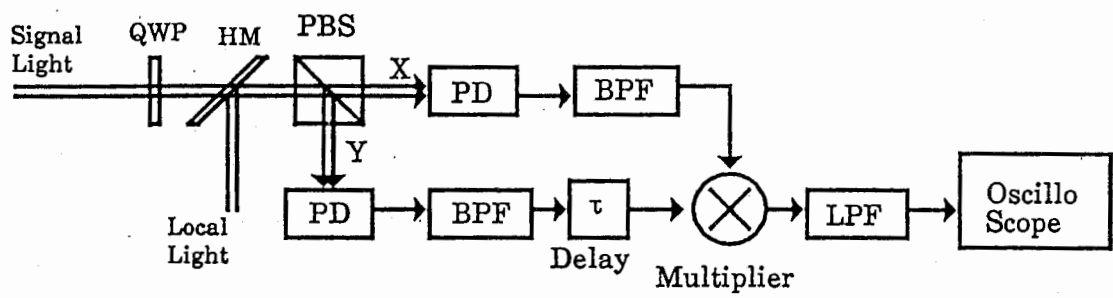 Signal
Light
QWP
HM
PBS
X
PD
BPF
Y
PD
BPF
τ
Delay
Multiplier
LPF
Oscillo
Scope
Local
Light